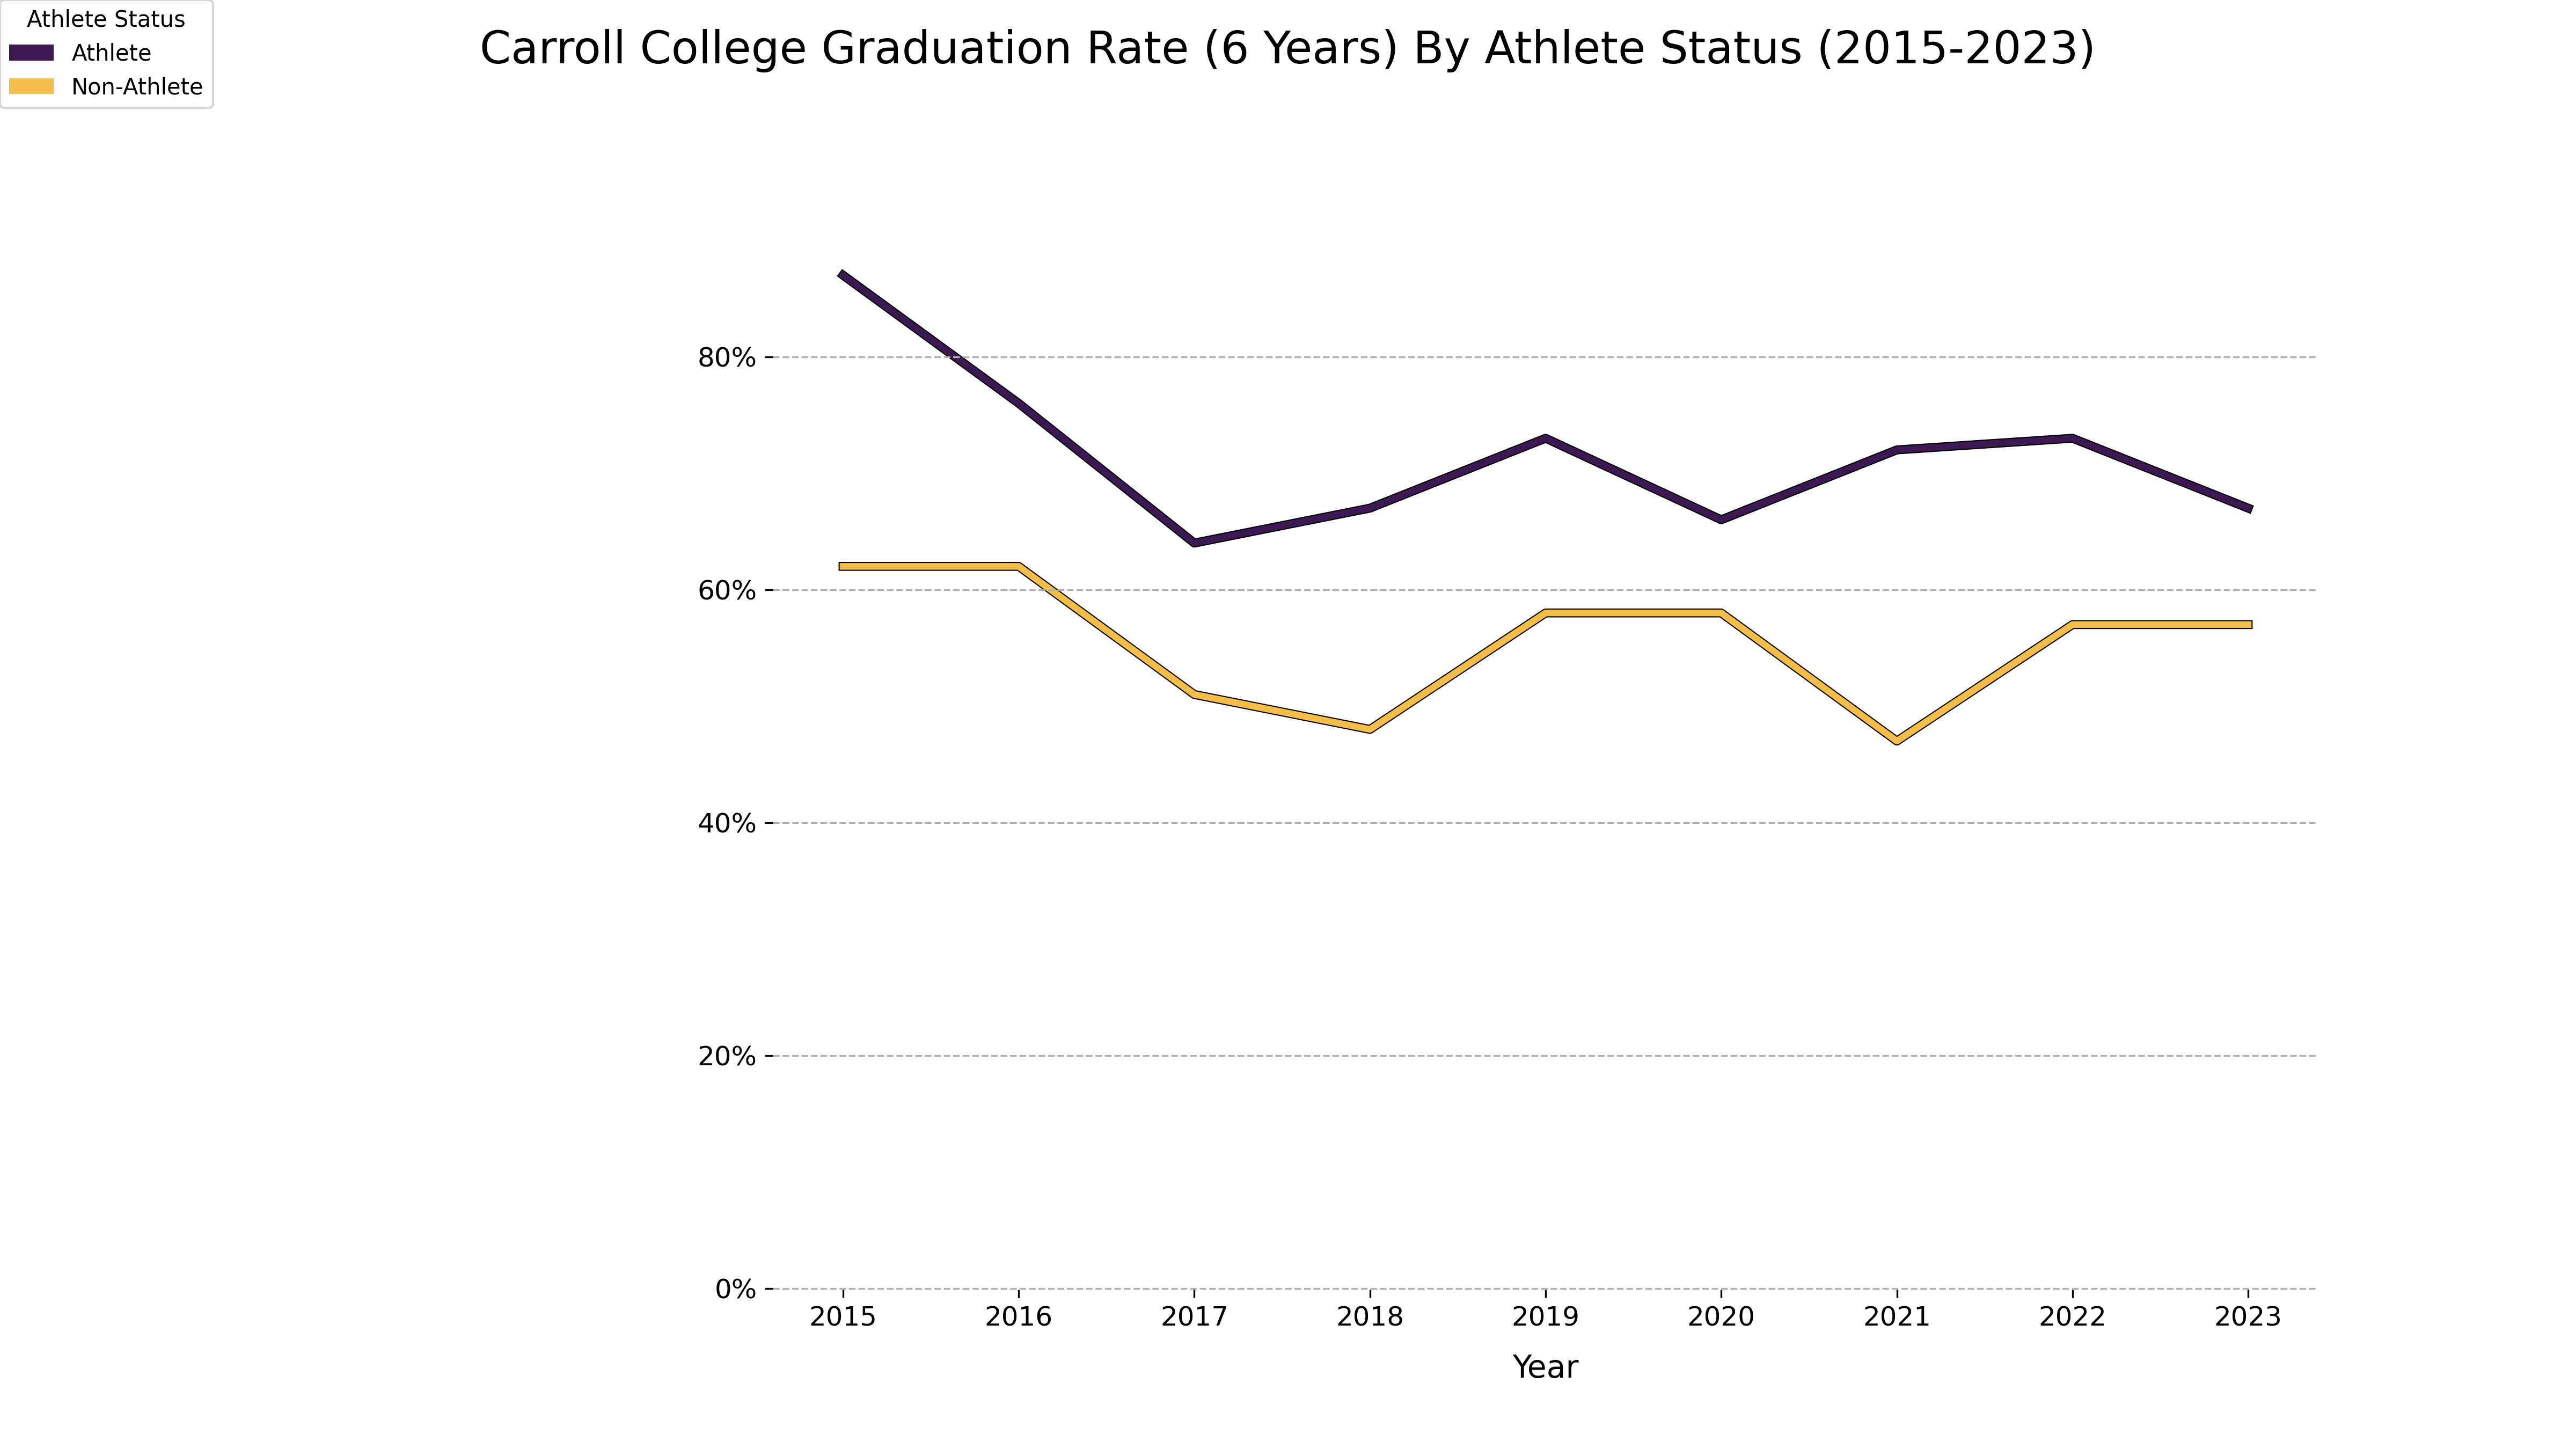 Carroll College Graduation Rate (6 Years) By Athlete Status (2015-2023)
Athlete Status
Athlete
Non-Athlete
80%
60%
40%
20%
0%
2015 2016 2017 2018 2019 2020 2021 2022 2023
Year